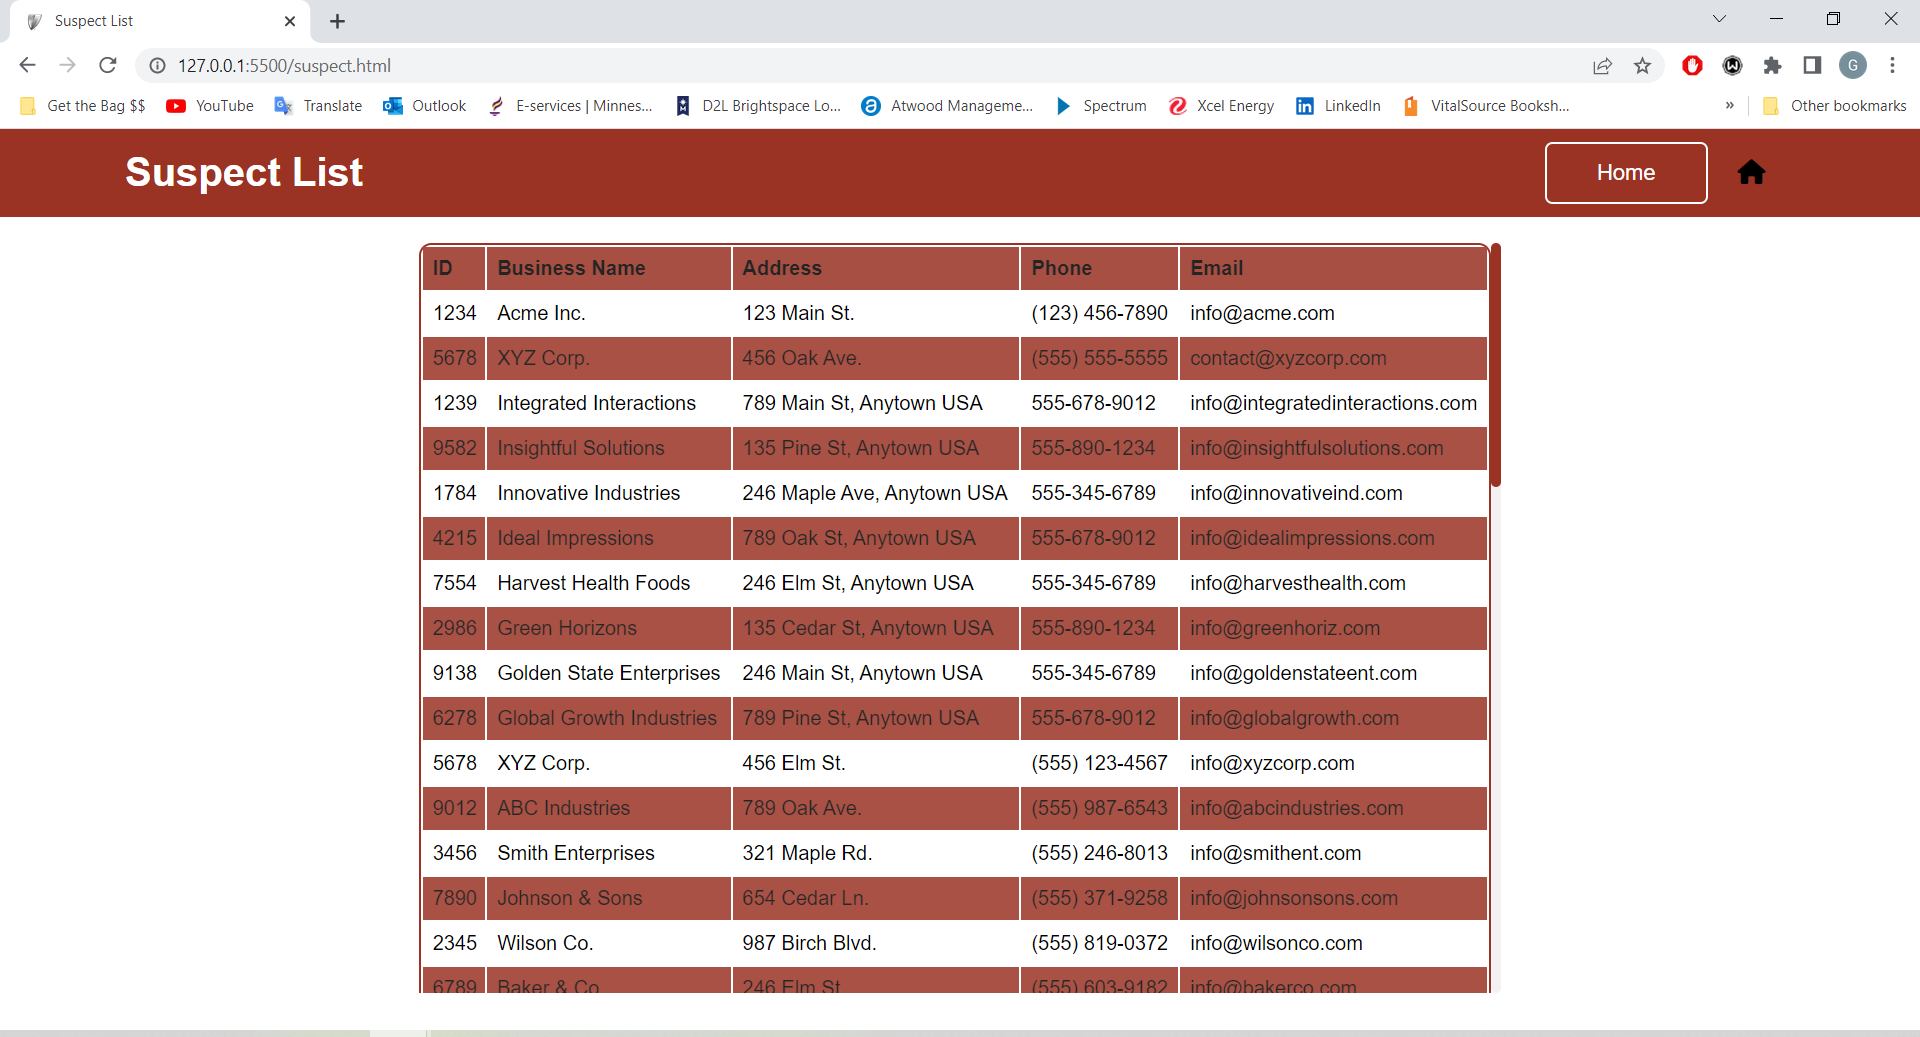 Suspect List
127.0.0.1:5500/suspect.html
G
Get the Bag $$ YouTube Translate Outlook E-services | Minnes... D2L Brightspace Lo... Atwood Manageme... Spectrum Xcel Energy LinkedIn VitalSource Booksh... » Other bookmarks
Suspect List Home
ID Business Name Address Phone Email
1234 Acme Inc. 123 Main St. (123) 456-7890 info@acme.com
5678 XYZ Corp. 456 Oak Ave. (555) 555-5555 contact@xyzcorp.com
1239 Integrated Interactions 789 Main St, Anytown USA 555-678-9012 info@integratedinteractions.com
9582 Insightful Solutions 135 Pine St, Anytown USA 555-890-1234 info@insightfulsolutions.com
1784 Innovative Industries 246 Maple Ave, Anytown USA 555-345-6789 info@innovativeind.com
4215 Ideal Impressions 789 Oak St, Anytown USA 555-678-9012 info@idealimpressions.com
7554 Harvest Health Foods 246 Elm St, Anytown USA 555-345-6789 info@harvesthealth.com
2986 Green Horizons 135 Cedar St, Anytown USA 555-890-1234 info@greenhoriz.com
9138 Golden State Enterprises 246 Main St, Anytown USA 555-345-6789 info@goldenstateent.com
6278 Global Growth Industries 789 Pine St, Anytown USA 555-678-9012 info@globalgrowth.com
5678 XYZ Corp. 456 Elm St. (555) 123-4567 info@xyzcorp.com
9012 ABC Industries 789 Oak Ave. (555) 987-6543 info@abcindustries.com
3456 Smith Enterprises 321 Maple Rd. (555) 246-8013 info@smithent.com
7890 Johnson & Sons 654 Cedar Ln. (555) 371-9258 info@johnsonsons.com
2345 Wilson Co. 987 Birch Blvd. (555) 819-0372 info@wilsonco.com
6789 Baker & Co 246 Elm St (555) 603-9182 info@bakerco.com